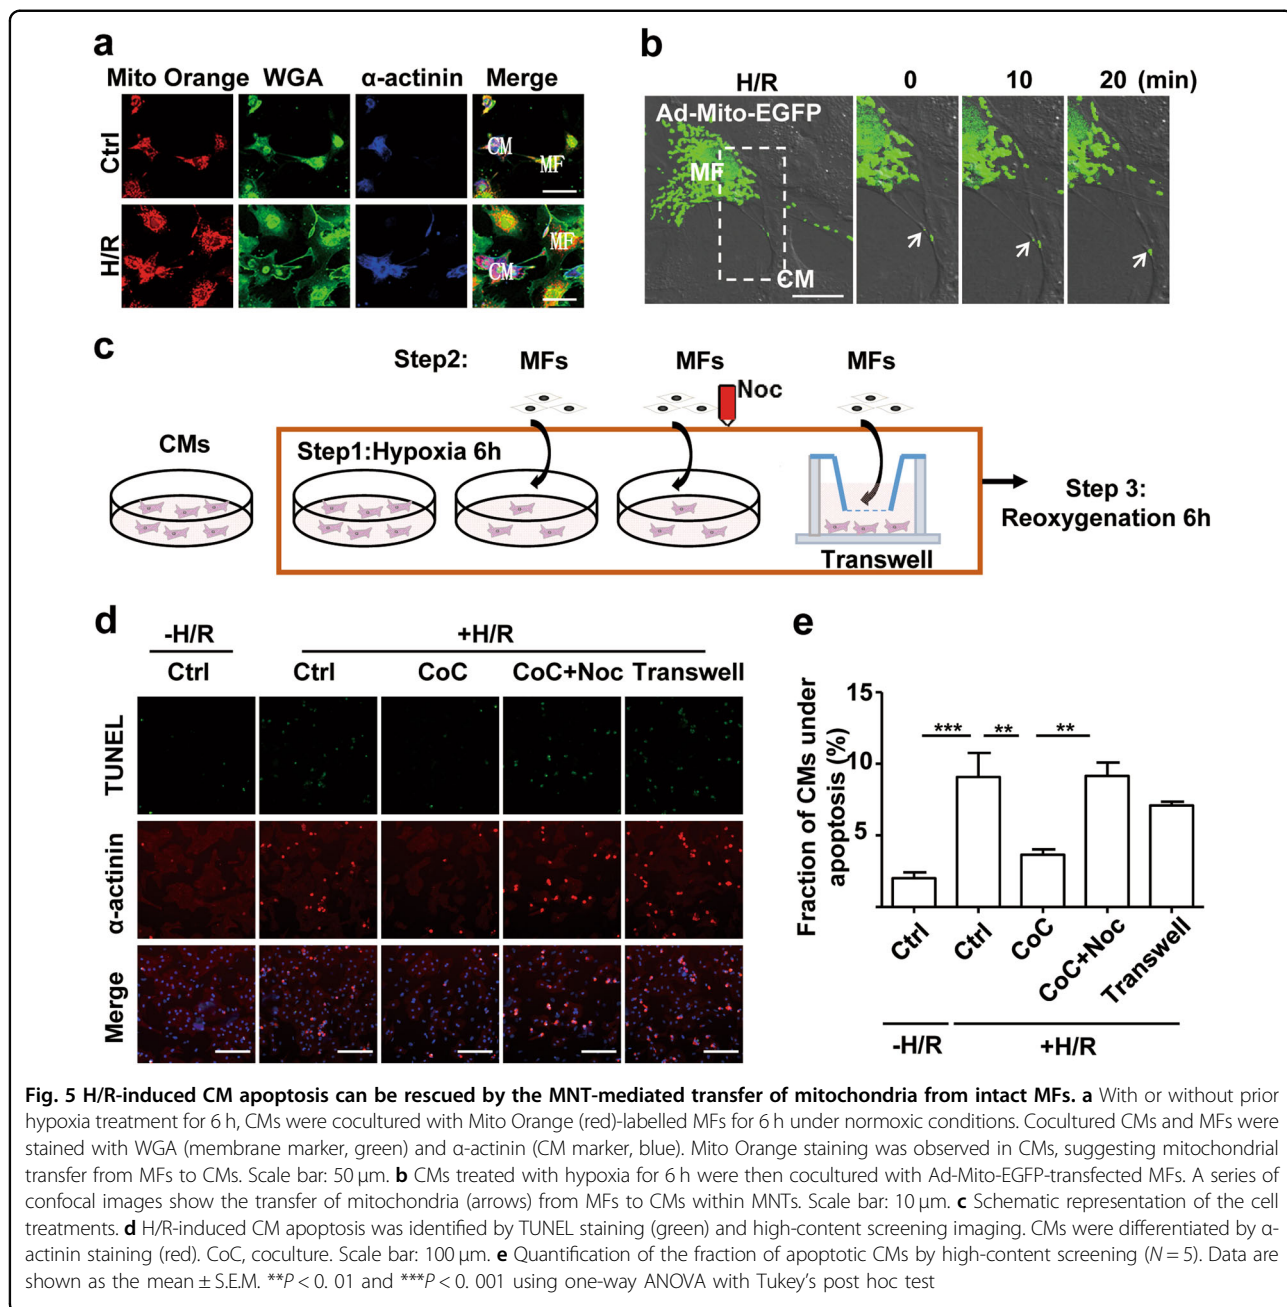 a
Mito Orange WGA α-actinin Merge
Ctrl
CM
MF
H/R
MF
CM
b
H/R 0 10 20 (min)
Ad-Mito-EGFP
MF
CM
c
Step2: MFs MFs MFs
Noc
CMs
Step1:Hypoxia 6h
Transwell
Step 3:
Reoxygenation 6h
d
-H/R +H/R
Ctrl Ctrl CoC CoC+Noc Transwell
TUNEL
α-actinin
Merge
e
Fraction of CMs under
apoptosis (%)
15
10
5
*** ** **
Ctrl Ctrl CoC CoC+Noc Transwell
-H/R +H/R
Fig. 5 H/R-induced CM apoptosis can be rescued by the MNT-mediated transfer of mitochondria from intact MFs. a With or without prior
hypoxia treatment for 6 h, CMs were cocultured with Mito Orange (red)-labelled MFs for 6 h under normoxic conditions. Cocultured CMs and MFs were
stained with WGA (membrane marker, green) and α-actinin (CM marker, blue). Mito Orange staining was observed in CMs, suggesting mitochondrial
transfer from MFs to CMs. Scale bar: 50 μm. b CMs treated with hypoxia for 6 h were then cocultured with Ad-Mito-EGFP-transfected MFs. A series of
confocal images show the transfer of mitochondria (arrows) from MFs to CMs within MNTs. Scale bar: 10 μm. c Schematic representation of the cell
treatments. d H/R-induced CM apoptosis was identified by TUNEL staining (green) and high-content screening imaging. CMs were differentiated by α-
actinin staining (red). CoC, coculture. Scale bar: 100 μm. e Quantification of the fraction of apoptotic CMs by high-content screening (N = 5). Data are
shown as the mean ± S.E.M. **P < 0. 01 and ***P < 0. 001 using one-way ANOVA with Tukey's post hoc test